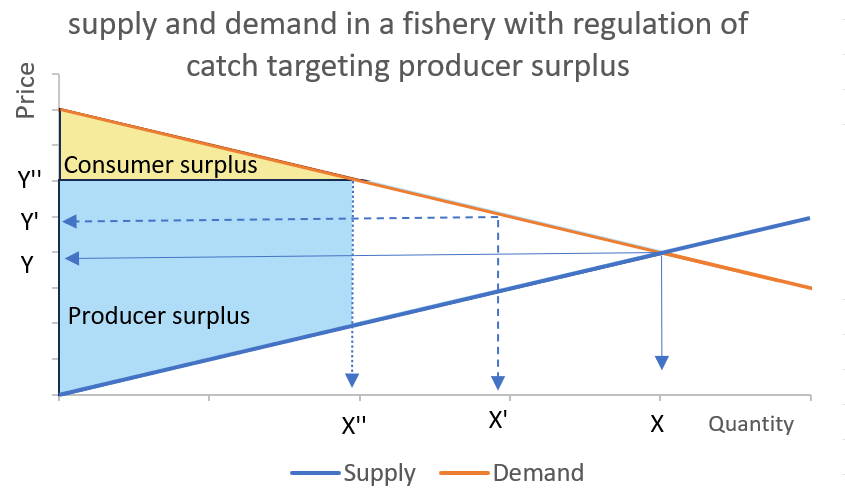 supply and demand in a fishery with regulation of
catch targeting producer surplus
Price
Consumer surplus
Y''
Y'
Y
Producer surplus
X''
X'
X
Quantity
Supply
Demand